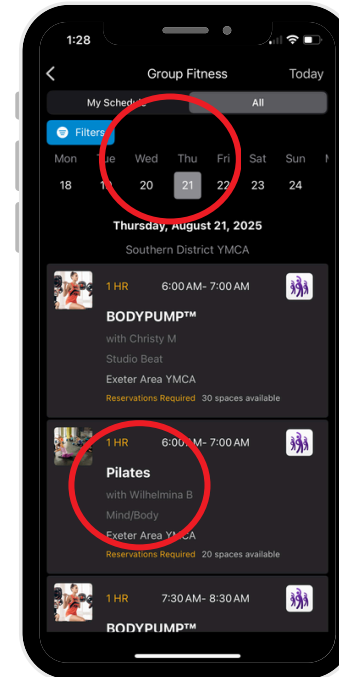 1:28
Group Fitness Today
My Schedule All
Filters
Mon Tue Wed Thu Fri Sat Sun
18 19 20 21 22 23 24
Thursday, August 21, 2025
Southern District YMCA
1 HR 6:00 AM- 7:00 AM
BODYPUMP™
with Christy M
Studio Beat
Exeter Area YMCA
Reservations Required 30 spaces available
1 HR 6:00 AM- 7:00 AM
Pilates
with Wilhelmina B
Mind/Body
Exeter Area YMCA
Reservations Required 20 spaces available
1 HR 7:30 AM- 8:30 AM
BODYPUMP™